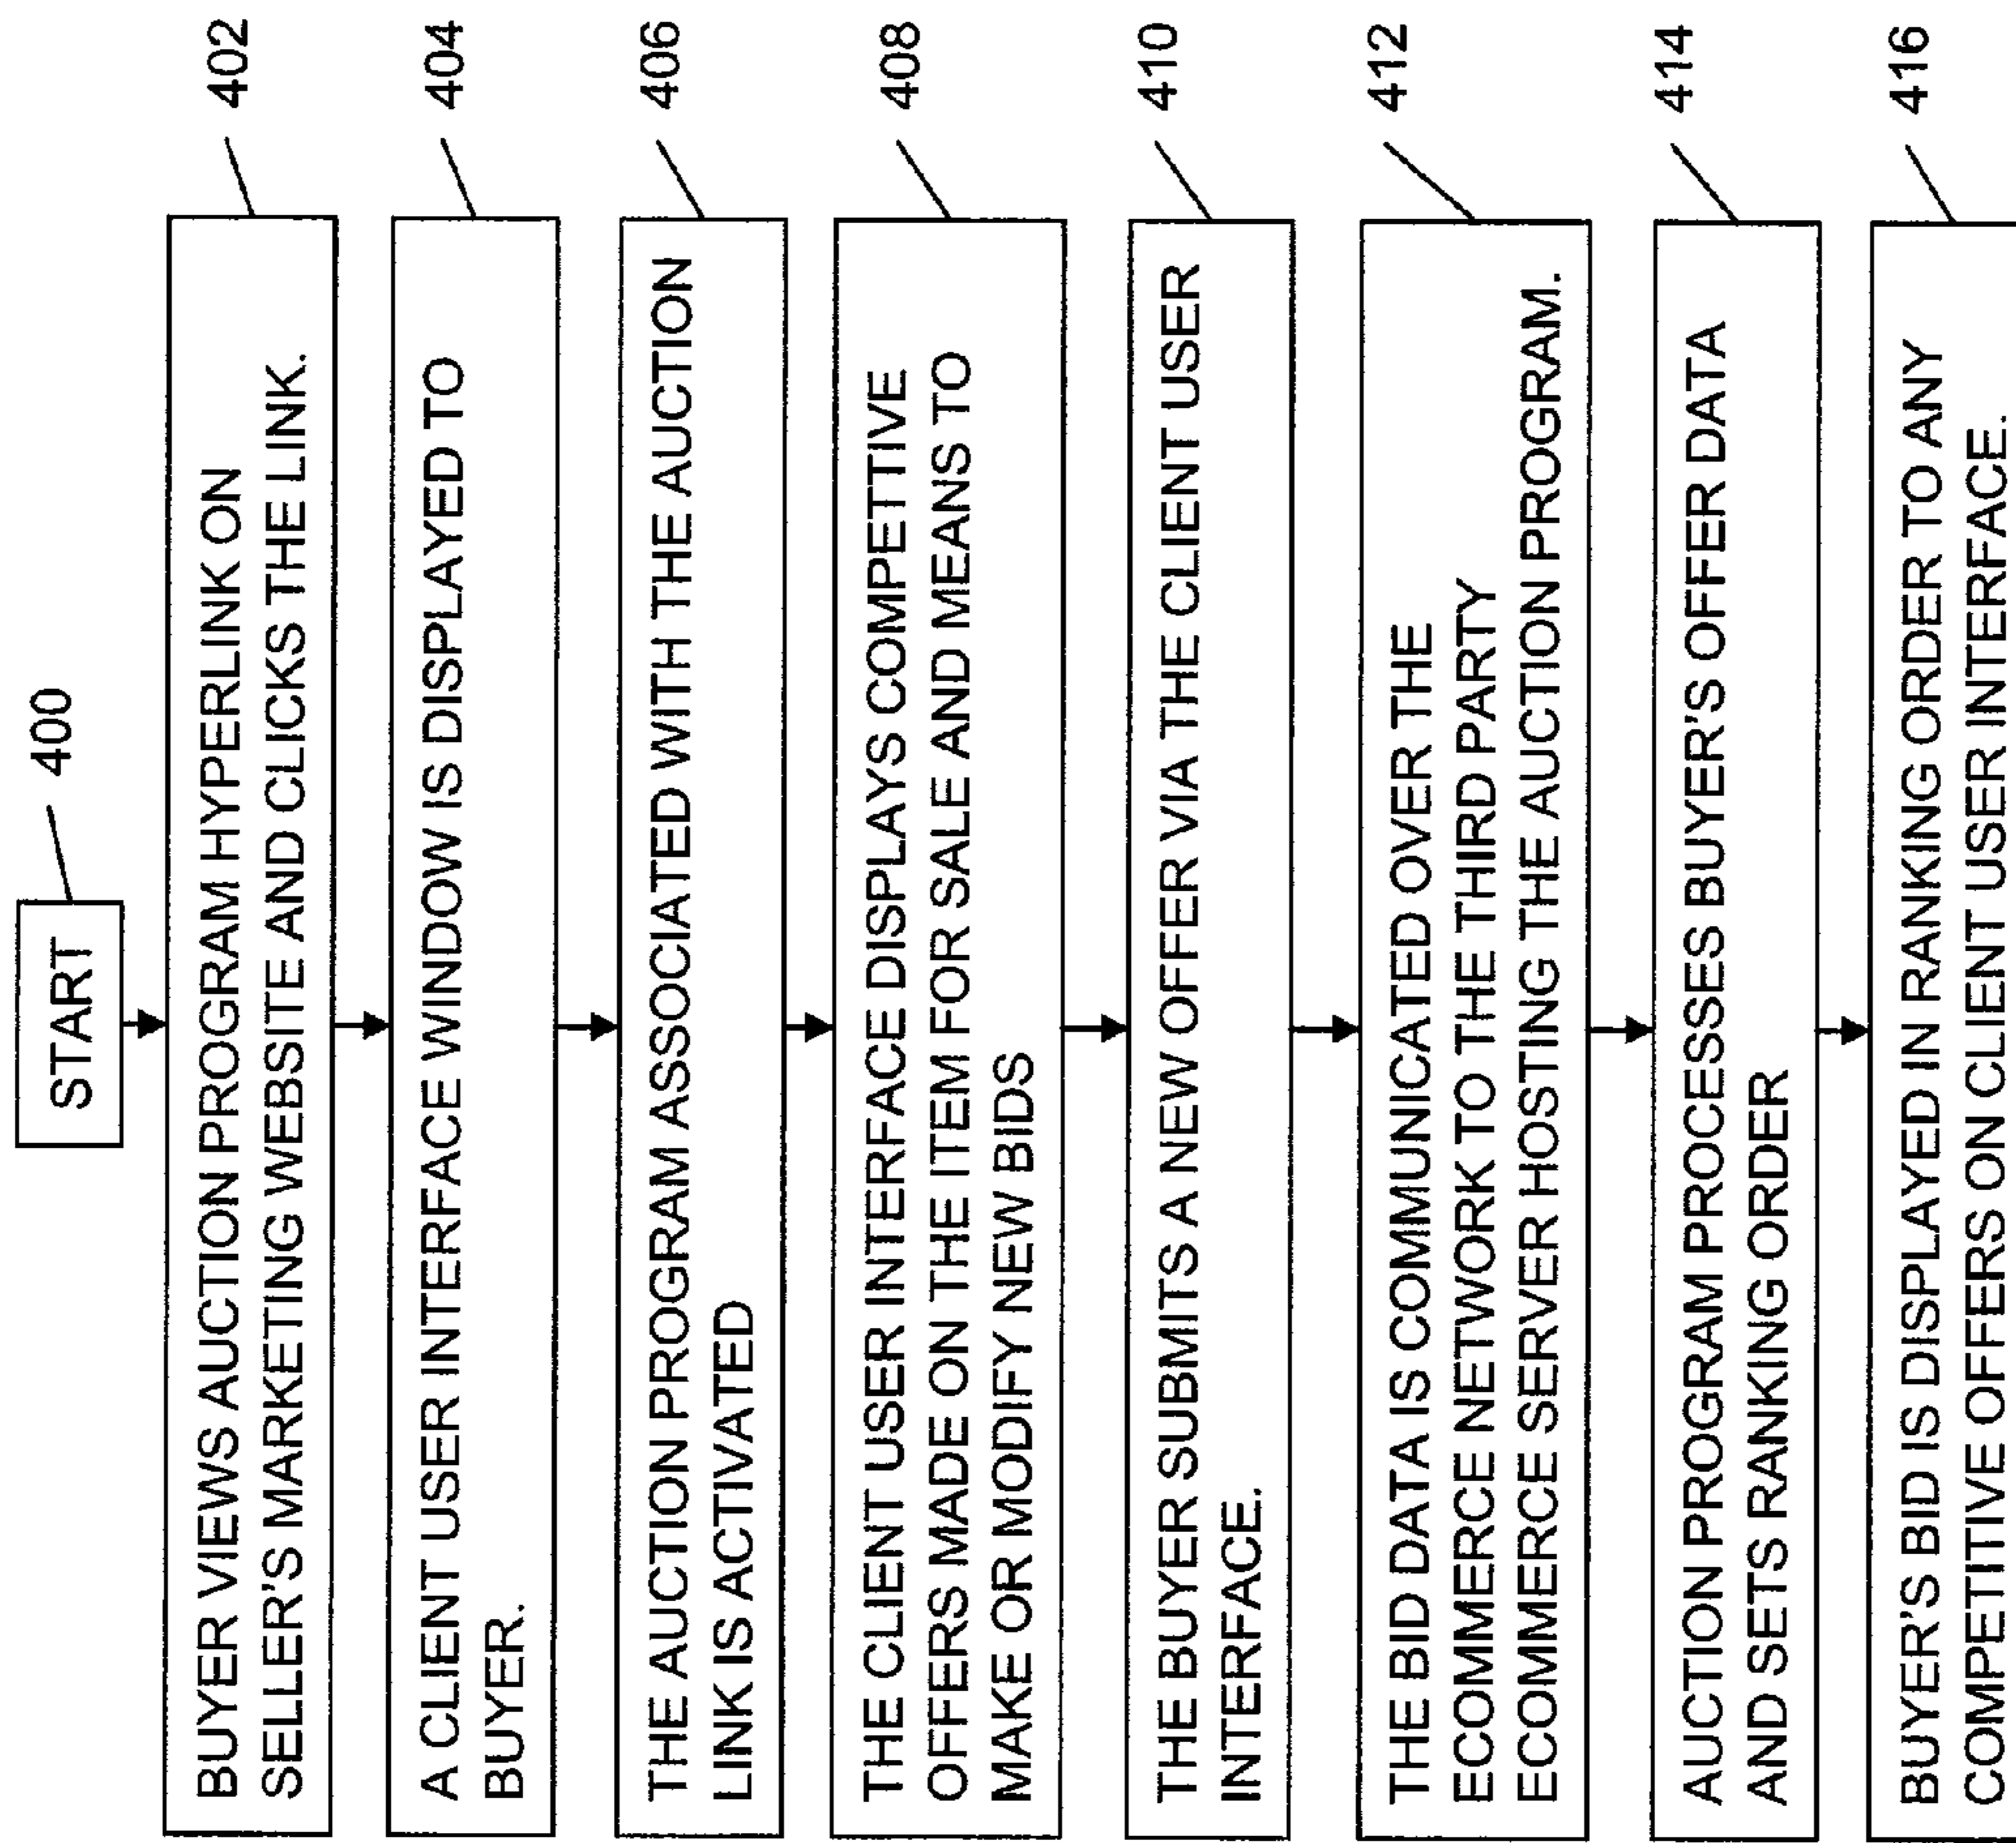 START
400
BUYER VIEWS AUCTION PROGRAM HYPERLINK ON
SELLER'S MARKETING WEBSITE AND CLICKS THE LINK.
402
A CLIENT USER INTERFACE WINDOW IS DISPLAYED TO
BUYER.
404
THE AUCTION PROGRAM ASSOCIATED WITH THE AUCTION
LINK IS ACTIVATED
406
THE CLIENT USER INTERFACE DISPLAYS COMPETITIVE
OFFERS MADE ON THE ITEM FOR SALE AND MEANS TO
MAKE OR MODIFY NEW BIDS
408
THE BUYER SUBMITS A NEW OFFER VIA THE CLIENT USER
INTERFACE.
410
THE BID DATA IS COMMUNICATED OVER THE
ECOMMERCE NETWORK TO THE THIRD PARTY
ECOMMERCE SERVER HOSTING THE AUCTION PROGRAM.
412
AUCTION PROGRAM PROCESSES BUYER'S OFFER DATA
AND SETS RANKING ORDER
414
BUYER'S BID IS DISPLAYED IN RANKING ORDER TO ANY
COMPETITIVE OFFERS ON CLIENT USER INTERFACE.
416